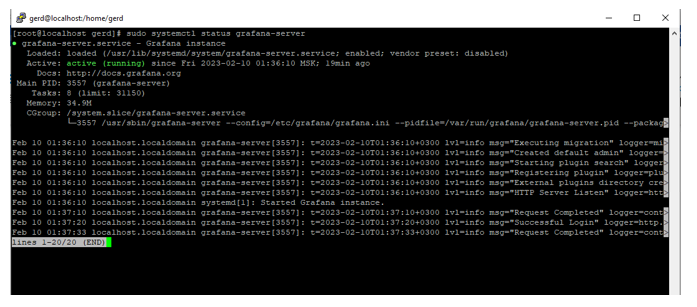 gerd@localhost:/home/gerd
[root@localhost gerd]# sudo systemctl status grafana-server
● grafana-server.service - Grafana instance
Loaded: loaded (/usr/lib/systemd/system/grafana-server.service; enabled; vendor preset: disabled)
Active: active (running) since Fri 2023-02-10 01:36:10 MSK; 19min ago
Docs: http://docs.grafana.org
Main PID: 3557 (grafana-server)
Tasks: 8 (limit: 31150)
Memory: 34.9M
CGroup: /system.slice/grafana-server.service
└─3557 /usr/sbin/grafana-server --config=/etc/grafana/grafana.ini --pidfile=/var/run/grafana/grafana-server.pid --packag>
Feb 10 01:36:10 localhost.localdomain grafana-server[3557]: t=2023-02-10T01:36:10+0300 lvl=info msg="Executing migration" logger=mi>
Feb 10 01:36:10 localhost.localdomain grafana-server[3557]: t=2023-02-10T01:36:10+0300 lvl=info msg="Created default admin" logger=>
Feb 10 01:36:10 localhost.localdomain grafana-server[3557]: t=2023-02-10T01:36:10+0300 lvl=info msg="Starting plugin search" logger>
Feb 10 01:36:10 localhost.localdomain grafana-server[3557]: t=2023-02-10T01:36:10+0300 lvl=info msg="Registering plugin" logger=plu>
Feb 10 01:36:10 localhost.localdomain grafana-server[3557]: t=2023-02-10T01:36:10+0300 lvl=info msg="External plugins directory cre>
Feb 10 01:36:10 localhost.localdomain grafana-server[3557]: t=2023-02-10T01:36:10+0300 lvl=info msg="HTTP Server Listen" logger=htt>
Feb 10 01:36:10 localhost.localdomain systemd[1]: Started Grafana instance.
Feb 10 01:37:10 localhost.localdomain grafana-server[3557]: t=2023-02-10T01:37:10+0300 lvl=info msg="Request Completed" logger=cont>
Feb 10 01:37:20 localhost.localdomain grafana-server[3557]: t=2023-02-10T01:37:20+0300 lvl=info msg="Successful Login" logger=http.>
Feb 10 01:37:33 localhost.localdomain grafana-server[3557]: t=2023-02-10T01:37:33+0300 lvl=info msg="Request Completed" logger=cont>
lines 1-20/20 (END)